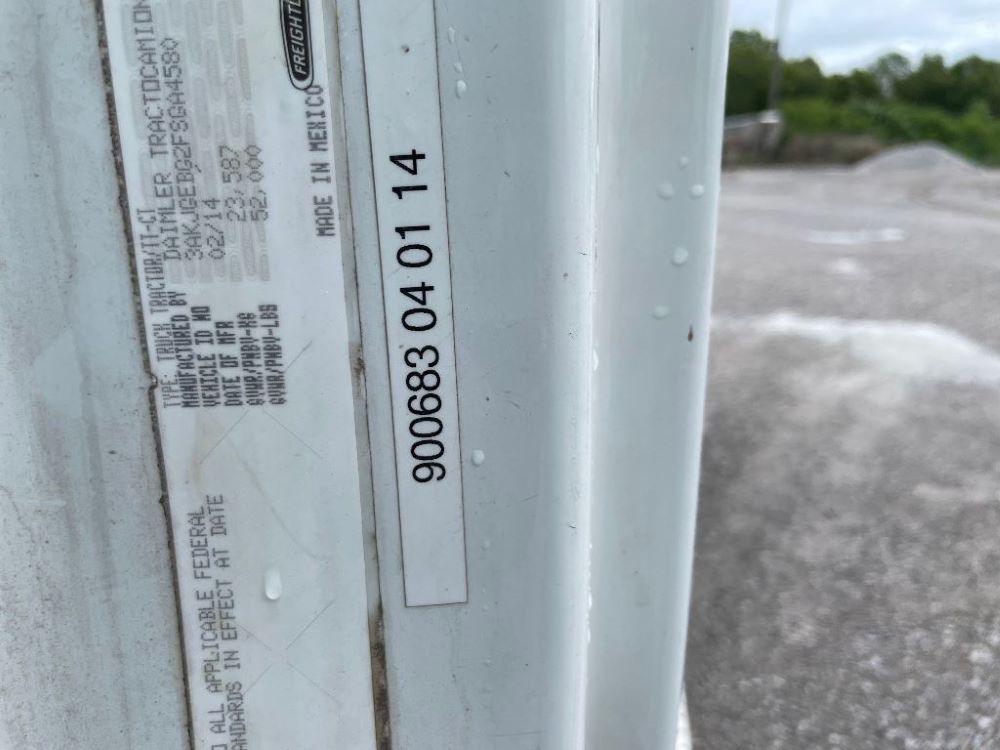 FREIGHTL
TYPE: TRUCK TRACTOR/TT-CT
MANUFACTURED BY DAIMLER TRACTOCAMION
VEHICLE ID NO 3AKJGEBG2FSGA4580
DATE OF MFR 02/14
GVWR/PNBV-KG 23,587
GVWR/PNBV-LBS 52,000
MADE IN MEXICO
O ALL APPLICABLE FEDERAL
ANDARDS IN EFFECT AT DATE
900683 04 01 14